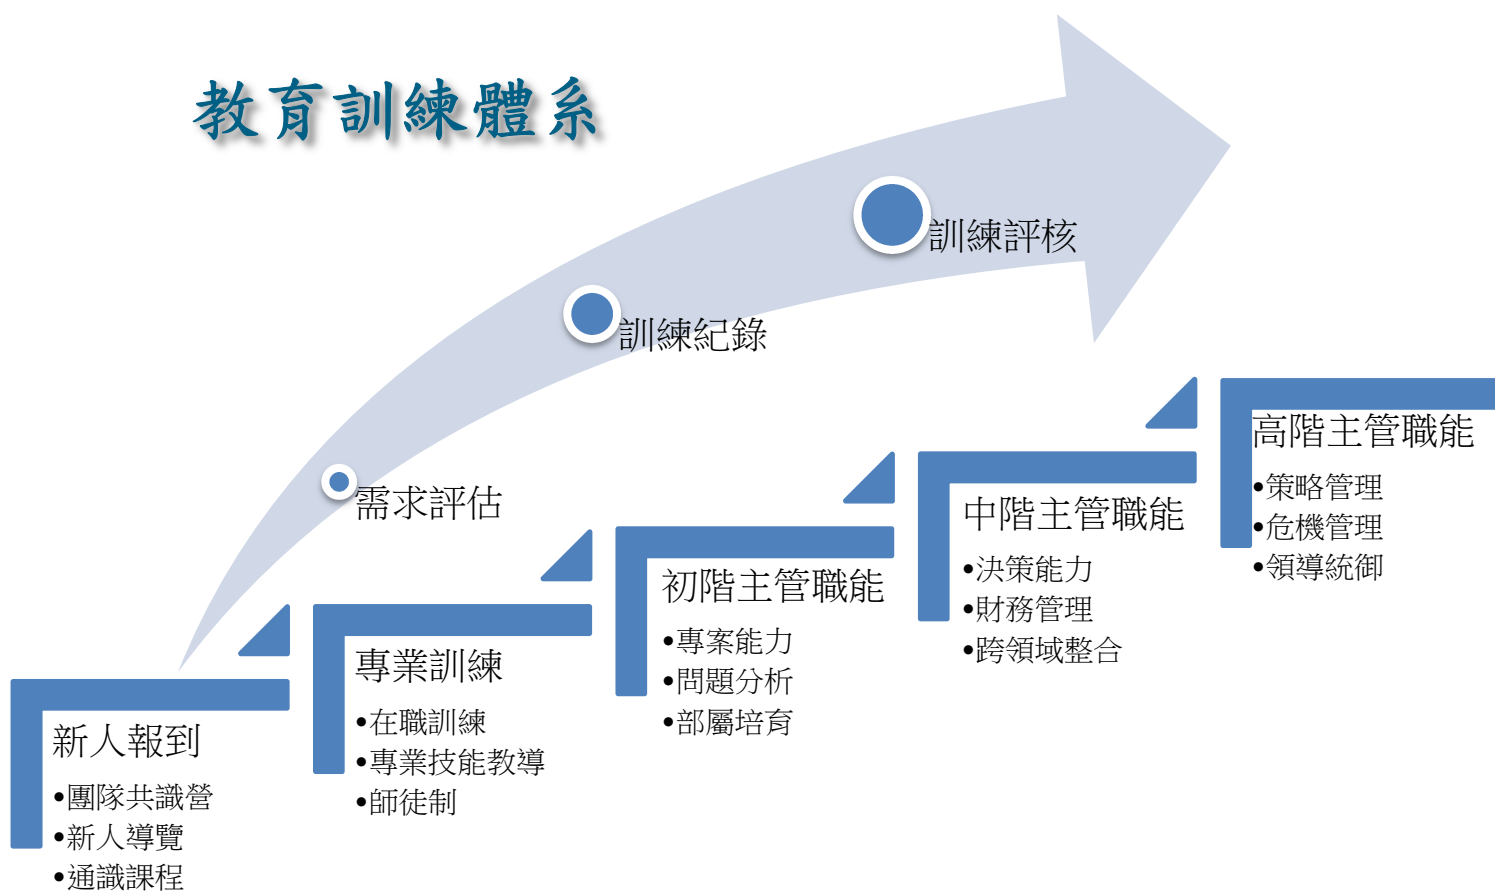 教育訓練體系
訓練評核
訓練紀錄
需求評估
新人報到
•團隊共識營
•新人導覽
•通識課程
專業訓練
•在職訓練
•專業技能教導
•師徒制
初階主管職能
•專案能力
•問題分析
•部屬培育
中階主管職能
•決策能力
•財務管理
•跨領域整合
高階主管職能
•策略管理
•危機管理
•領導統御